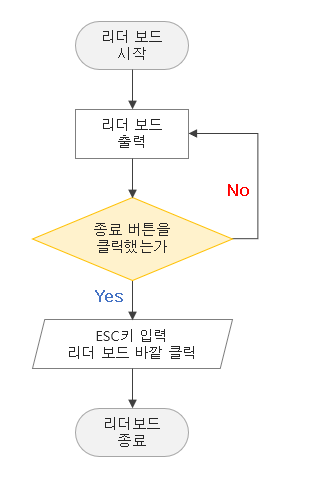 리더 보드
시작
리더 보드
출력
No
종료 버튼을
클릭했는가
Yes
ESC키 입력
리더 보드 바깥 클릭
리더보드
종료